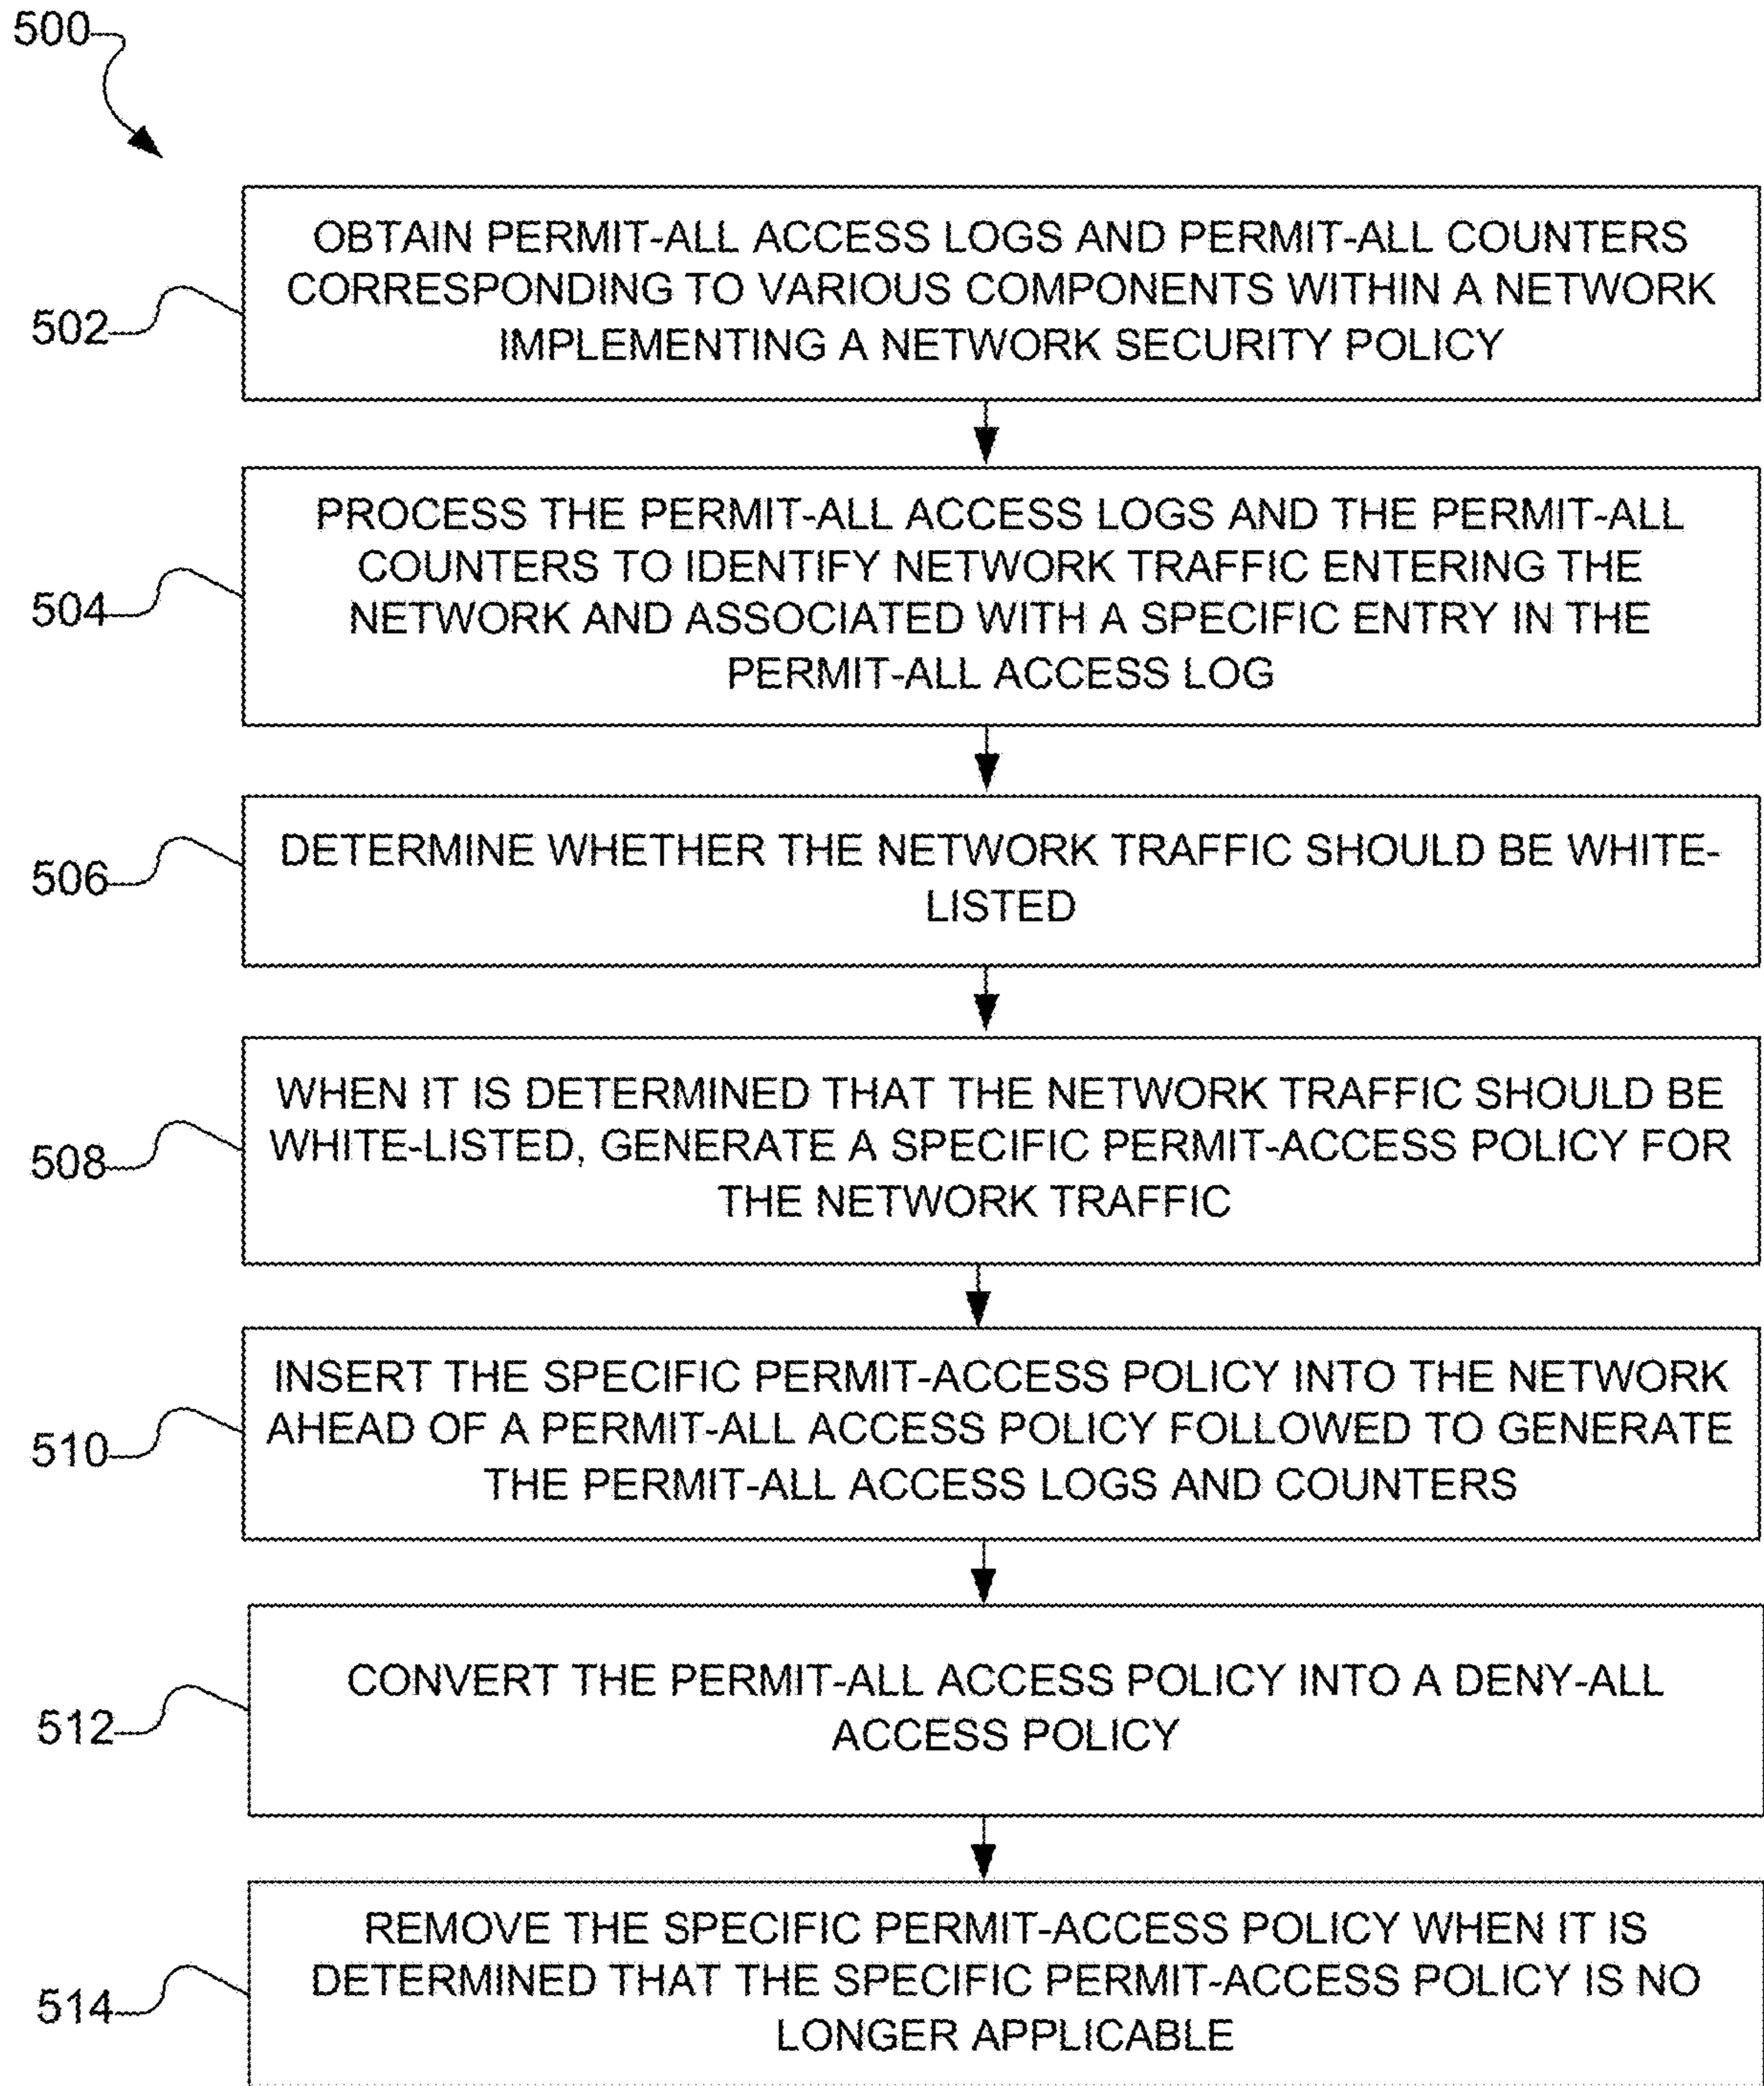 500
OBTAIN PERMIT-ALL ACCESS LOGS AND PERMIT-ALL COUNTERS
CORRESPONDING TO VARIOUS COMPONENTS WITHIN A NETWORK
IMPLEMENTING A NETWORK SECURITY POLICY
502
PROCESS THE PERMIT-ALL ACCESS LOGS AND THE PERMIT-ALL
COUNTERS TO IDENTIFY NETWORK TRAFFIC ENTERING THE
NETWORK AND ASSOCIATED WITH A SPECIFIC ENTRY IN THE
PERMIT-ALL ACCESS LOG
504
DETERMINE WHETHER THE NETWORK TRAFFIC SHOULD BE WHITE-
LISTED
506
WHEN IT IS DETERMINED THAT THE NETWORK TRAFFIC SHOULD BE
WHITE-LISTED, GENERATE A SPECIFIC PERMIT-ACCESS POLICY FOR
THE NETWORK TRAFFIC
508
INSERT THE SPECIFIC PERMIT-ACCESS POLICY INTO THE NETWORK
AHEAD OF A PERMIT-ALL ACCESS POLICY FOLLOWED TO GENERATE
THE PERMIT-ALL ACCESS LOGS AND COUNTERS
510
CONVERT THE PERMIT-ALL ACCESS POLICY INTO A DENY-ALL
ACCESS POLICY
512
REMOVE THE SPECIFIC PERMIT-ACCESS POLICY WHEN IT IS
DETERMINED THAT THE SPECIFIC PERMIT-ACCESS POLICY IS NO
LONGER APPLICABLE
514